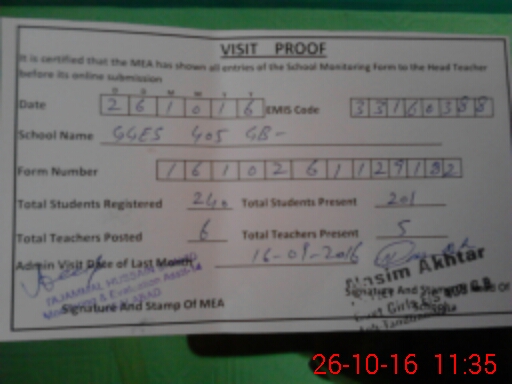 VISIT PROOF
It is certified that the MEA has shown all entries of the School Monitoring Form to the Head Teacher
before its online submission
D D M M Y Y
Date 2 6 1 0 1 6 EMIS Code 3 3 1 6 0 3 8 8
School Name GGES 405 GB-
Form Number 1 6 1 0 2 6 1 1 2 9 1 8 2
Total Students Registered 240 Total Students Present 201
Total Teachers Posted 6 Total Teachers Present 5
Admin Visit Date of Last Month 16-09-2016
Nasim Akhtar
TAJAMMAL HUSSAIN
Monitoring & Evaluation Asstt
Signature And Stamp Of MEA
Signature And Stamp Of
Girls
26-10-16 11:35